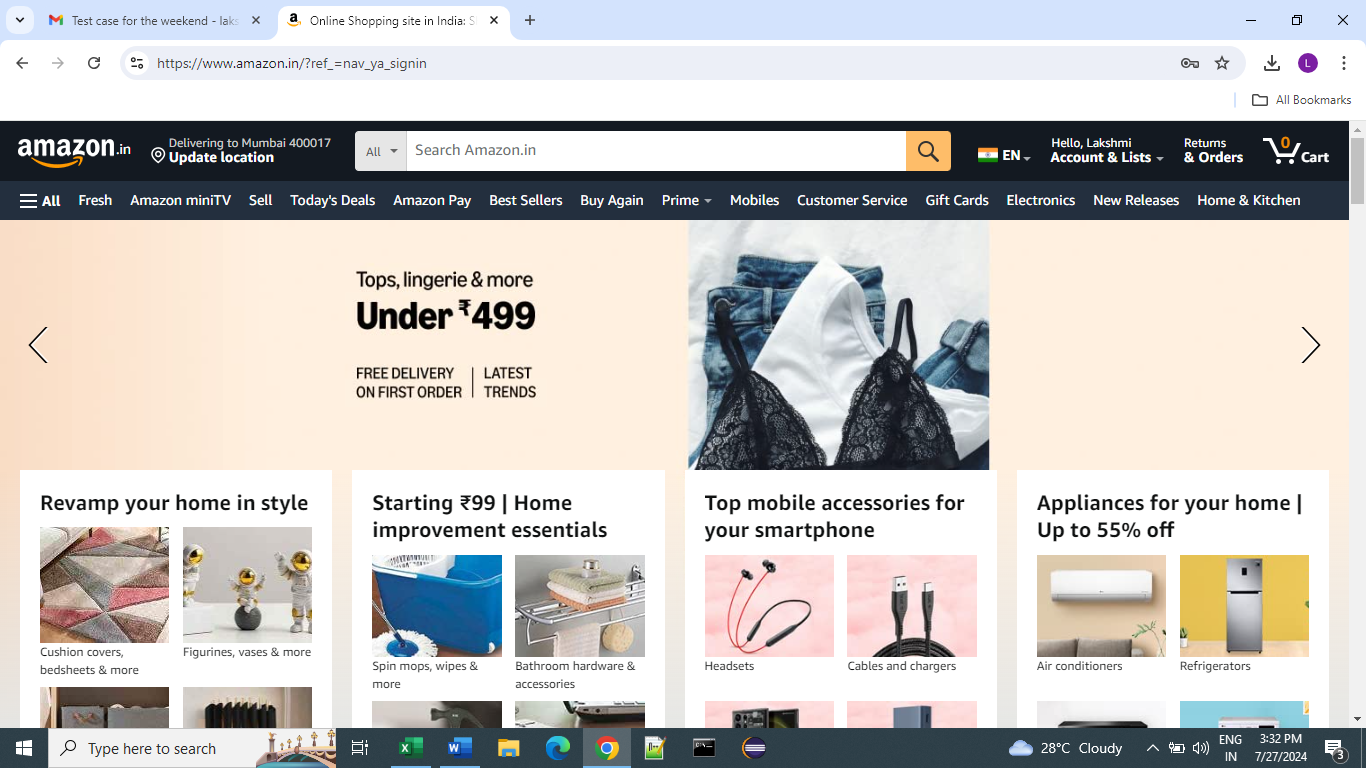 Test case for the weekend - laks
Online Shopping site in India: S
https://www.amazon.in/?ref_=nav_ya_signin
L
All Bookmarks
amazon.in
Delivering to Mumbai 400017
Update location
All
Search Amazon.in
EN
Hello, Lakshmi
Account & Lists
Returns
& Orders
0
Cart
All
Fresh
Amazon miniTV
Sell
Today's Deals
Amazon Pay
Best Sellers
Buy Again
Prime
Mobiles
Customer Service
Gift Cards
Electronics
New Releases
Home & Kitchen
Tops, lingerie & more
Under ₹499
FREE DELIVERY
ON FIRST ORDER
LATEST
TRENDS
Revamp your home in style
Cushion covers,
bedsheets & more
Figurines, vases & more
Starting ₹99 | Home
improvement essentials
Spin mops, wipes &
more
Bathroom hardware &
accessories
Top mobile accessories for
your smartphone
Headsets
Cables and chargers
Appliances for your home |
Up to 55% off
Air conditioners
Refrigerators
Type here to search
28°C Cloudy
ENG
IN
3:32 PM
7/27/2024
3